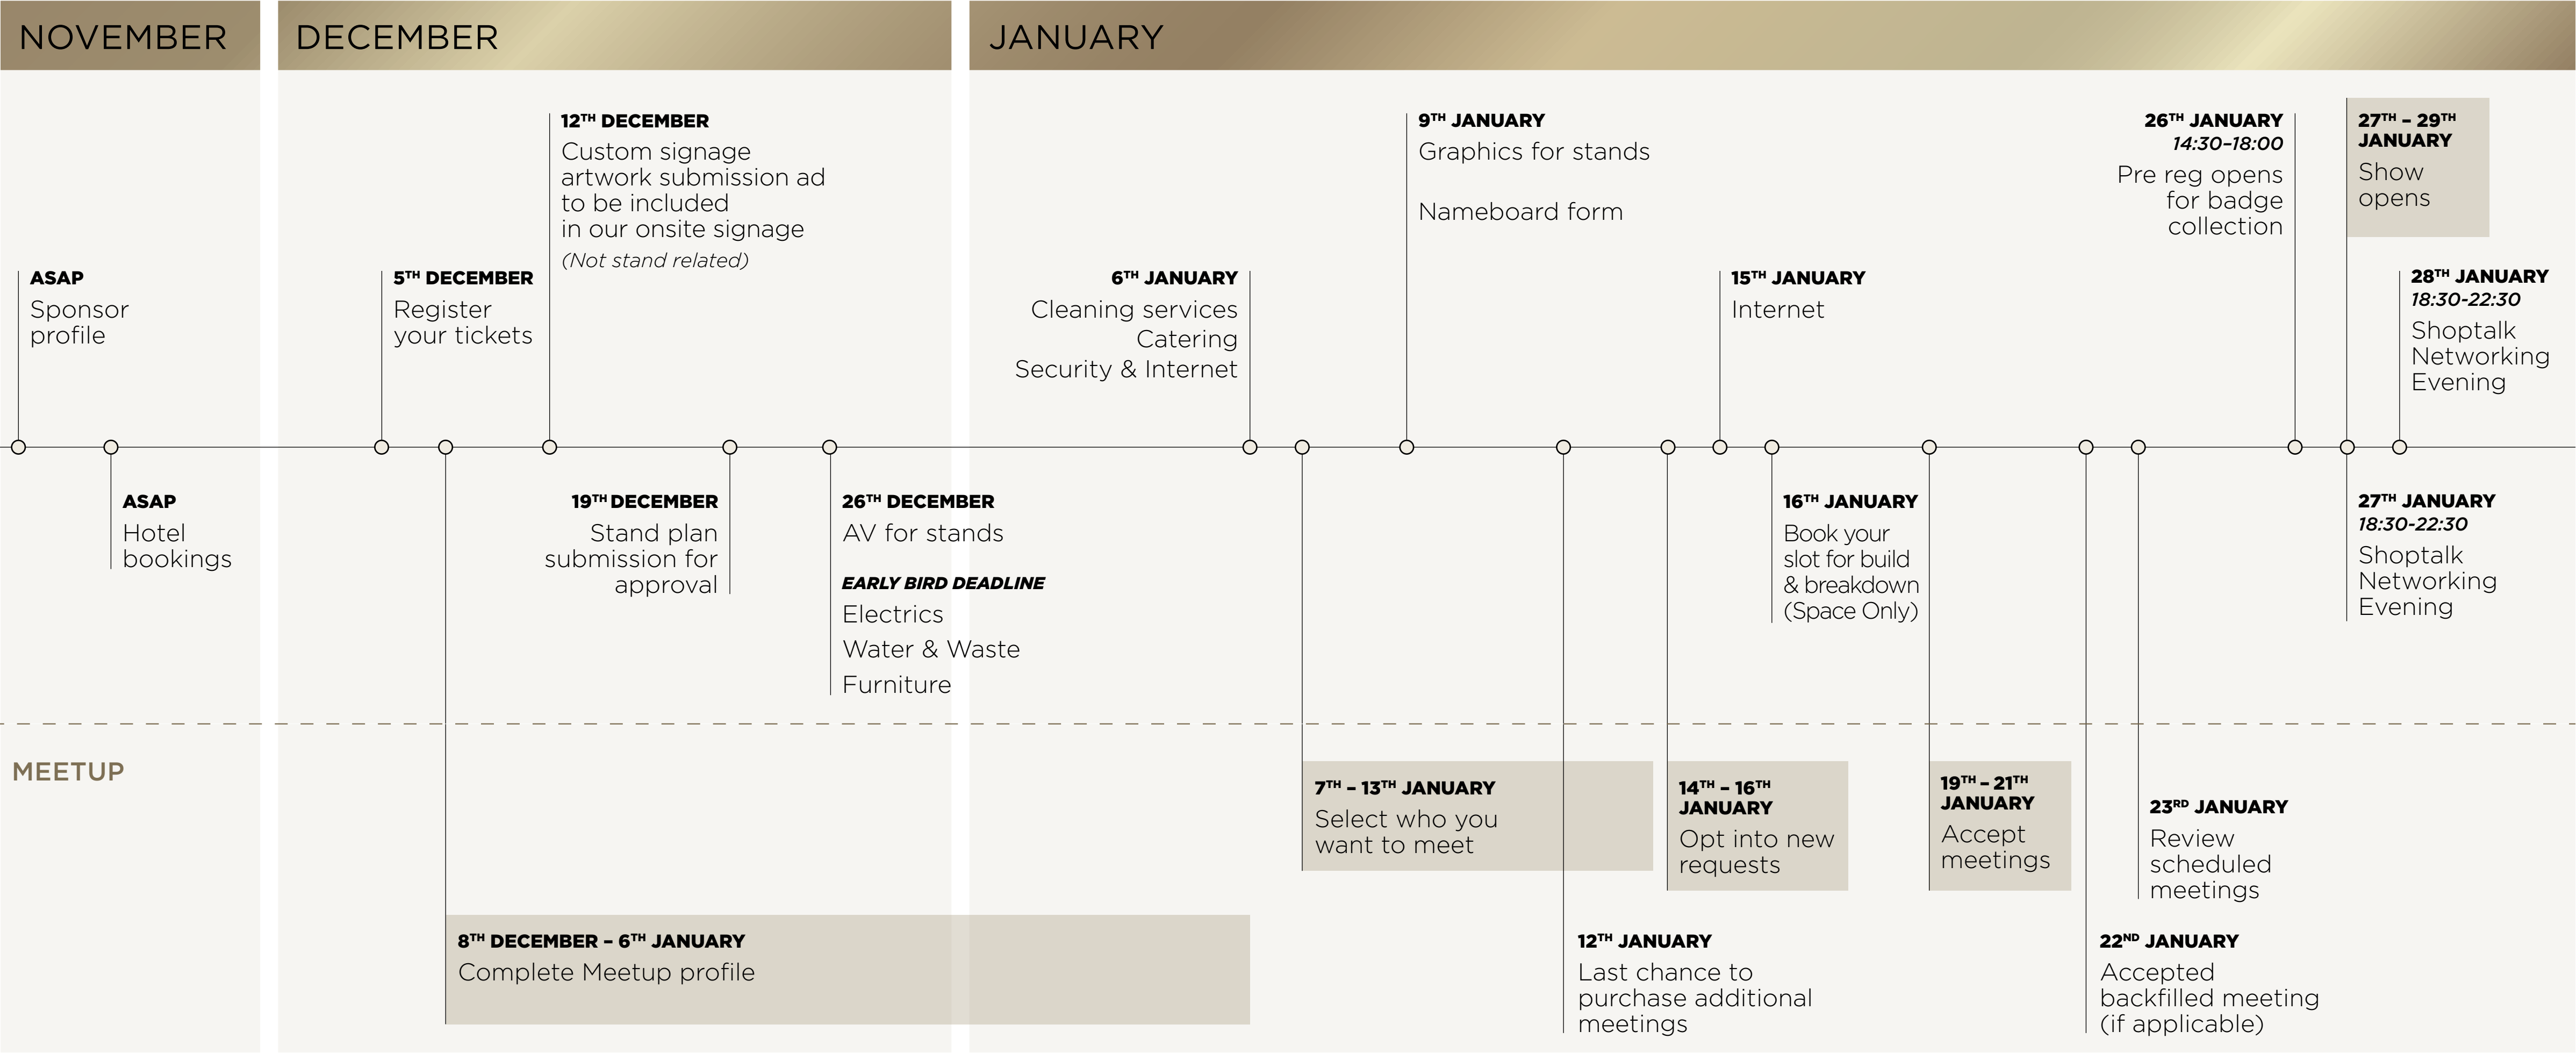 NOVEMBER
DECEMBER
JANUARY
ASAP
Sponsor
profile
ASAP
Hotel
bookings
5TH DECEMBER
Register
your tickets
12TH DECEMBER
Custom signage
artwork submission ad
to be included
in our onsite signage
(Not stand related)
19TH DECEMBER
Stand plan
submission for
approval
26TH DECEMBER
AV for stands
EARLY BIRD DEADLINE
Electrics
Water & Waste
Furniture
6TH JANUARY
Cleaning services
Catering
Security & Internet
9TH JANUARY
Graphics for stands
Nameboard form
15TH JANUARY
Internet
16TH JANUARY
Book your
slot for build
& breakdown
(Space Only)
26TH JANUARY
14:30–18:00
Pre reg opens
for badge
collection
27TH – 29TH
JANUARY
Show
opens
28TH JANUARY
18:30-22:30
Shoptalk
Networking
Evening
27TH JANUARY
18:30-22:30
Shoptalk
Networking
Evening
MEETUP
8TH DECEMBER – 6TH JANUARY
Complete Meetup profile
7TH – 13TH JANUARY
Select who you
want to meet
12TH JANUARY
Last chance to
purchase additional
meetings
14TH – 16TH
JANUARY
Opt into new
requests
19TH – 21TH
JANUARY
Accept
meetings
22ND JANUARY
Accepted
backfilled meeting
(if applicable)
23RD JANUARY
Review
scheduled
meetings